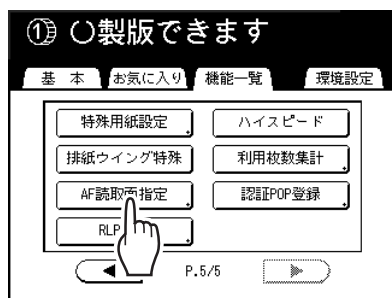 ① 製版できます
基 本 お気に入り 機能一覧 環境設定
特殊用紙設定 ハイスピード
排紙ウイング特殊 利用枚数集計
AF読取面指定 認証POP登録
RLP
P.5/5